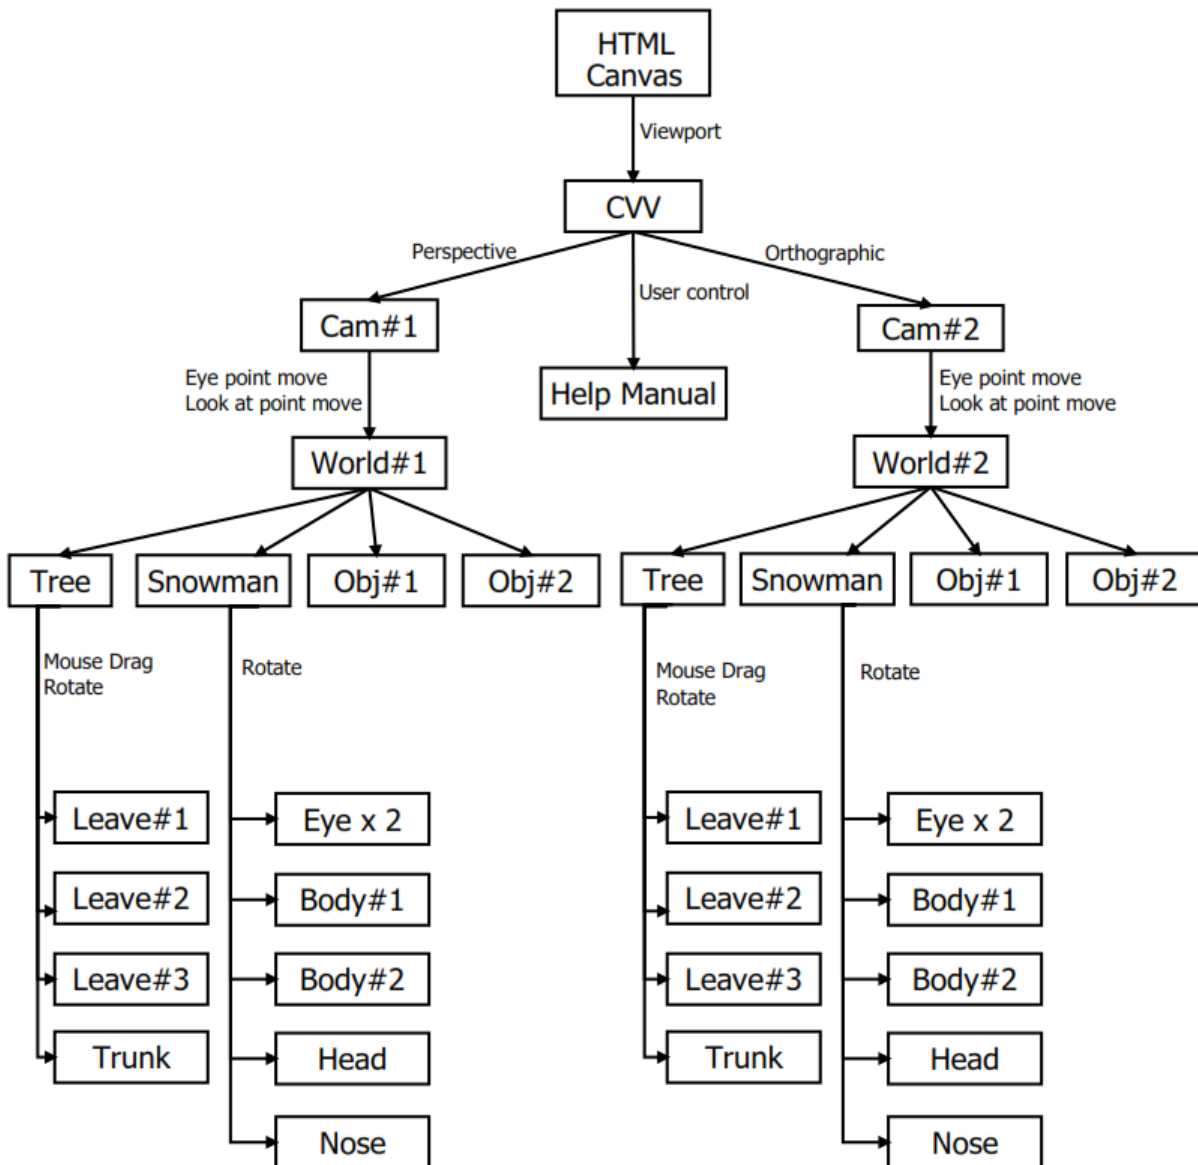 HTML
Canvas
Viewport
CVV
Perspective
Orthographic
User control
Cam#1
Cam#2
Eye point move
Look at point move
Help Manual
Eye point move
Look at point move
World#1
World#2
Tree
Snowman
Obj#1
Obj#2
Tree
Snowman
Obj#1
Obj#2
Mouse Drag
Rotate
Rotate
Mouse Drag
Rotate
Rotate
Leave#1
Eye x 2
Leave#1
Eye x 2
Leave#2
Body#1
Leave#2
Body#1
Leave#3
Body#2
Leave#3
Body#2
Trunk
Head
Trunk
Head
Nose
Nose